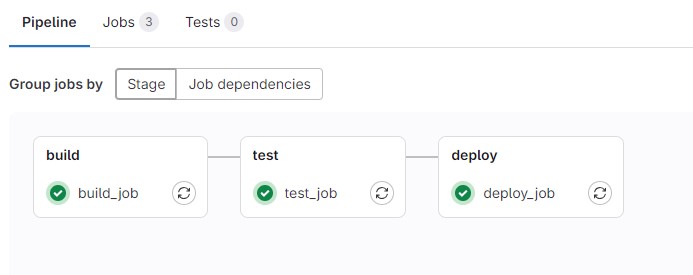 Pipeline Jobs 3 Tests 0
Group jobs by Stage Job dependencies
build test deploy
build_job test_job deploy_job